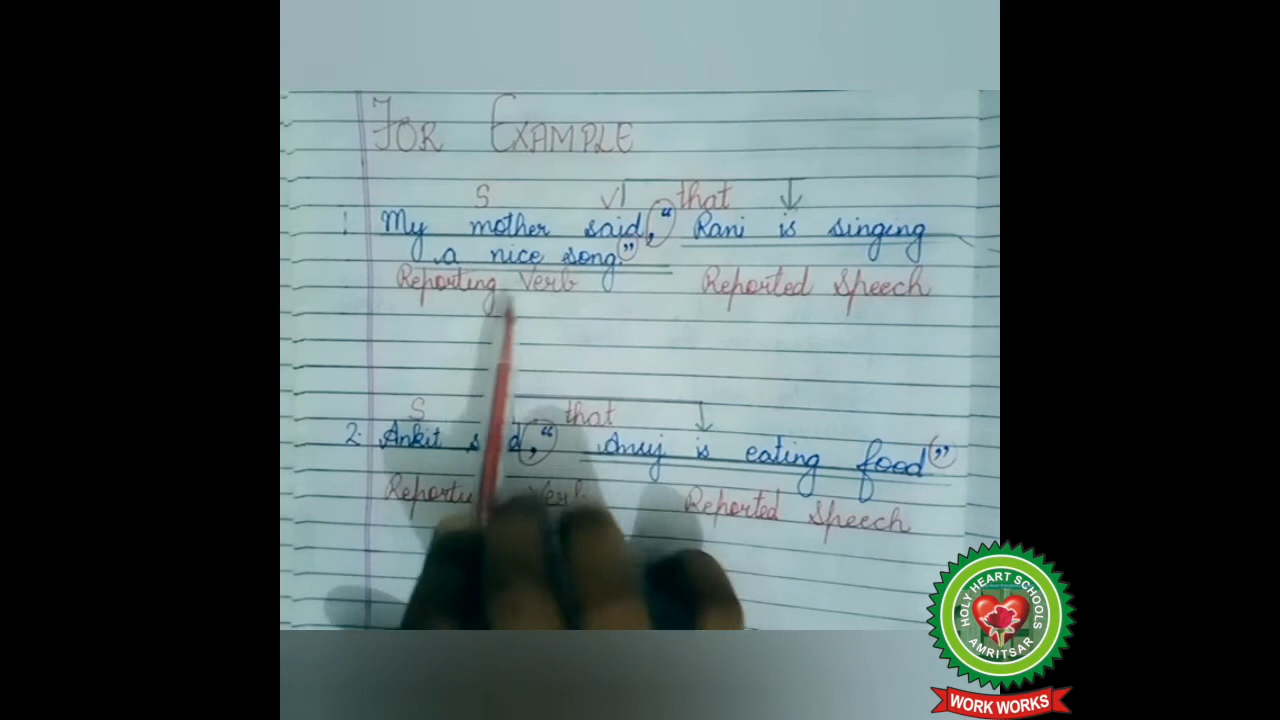 FOR EXAMPLE
S V that
1. My mother said, “ Rani is singing
a nice song.”
Reporting Verb Reported Speech
S that
2. Ankit “ Anuj is eating food”
Verb Reported Speech
HOLY HEART SCHOOLS
AMRITSAR
WORK WORKS